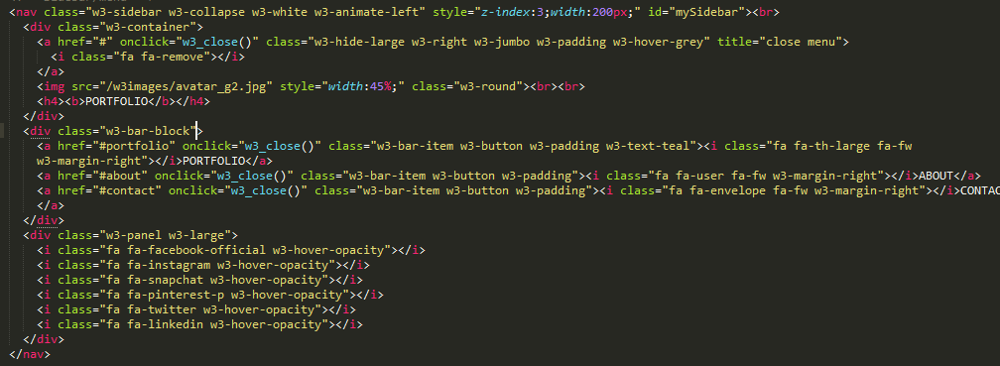 <nav class="w3-sidebar w3-collapse w3-white w3-animate-left" style="z-index:3;width:200px;" id="mySidebar"><br>
<div class="w3-container">
<a href="#" onclick="w3_close()" class="w3-hide-large w3-right w3-jumbo w3-padding w3-hover-grey" title="close menu">
<i class="fa fa-remove"></i>
</a>
<img src="/w3images/avatar_g2.jpg" style="width:45%;" class="w3-round"><br><br>
<h4><b>PORTFOLIO</b></h4>
</div>
<div class="w3-bar-block">
<a href="#portfolio" onclick="w3_close()" class="w3-bar-item w3-button w3-padding w3-text-teal"><i class="fa fa-th-large fa-fw
w3-margin-right"></i>PORTFOLIO</a>
<a href="#about" onclick="w3_close()" class="w3-bar-item w3-button w3-padding"><i class="fa fa-user fa-fw w3-margin-right"></i>ABOUT</a>
<a href="#contact" onclick="w3_close()" class="w3-bar-item w3-button w3-padding"><i class="fa fa-envelope fa-fw w3-margin-right"></i>CONTAC
</a>
</div>
<div class="w3-panel w3-large">
<i class="fa fa-facebook-official w3-hover-opacity"></i>
<i class="fa fa-instagram w3-hover-opacity"></i>
<i class="fa fa-snapchat w3-hover-opacity"></i>
<i class="fa fa-pinterest-p w3-hover-opacity"></i>
<i class="fa fa-twitter w3-hover-opacity"></i>
<i class="fa fa-linkedin w3-hover-opacity"></i>
</div>
</nav>